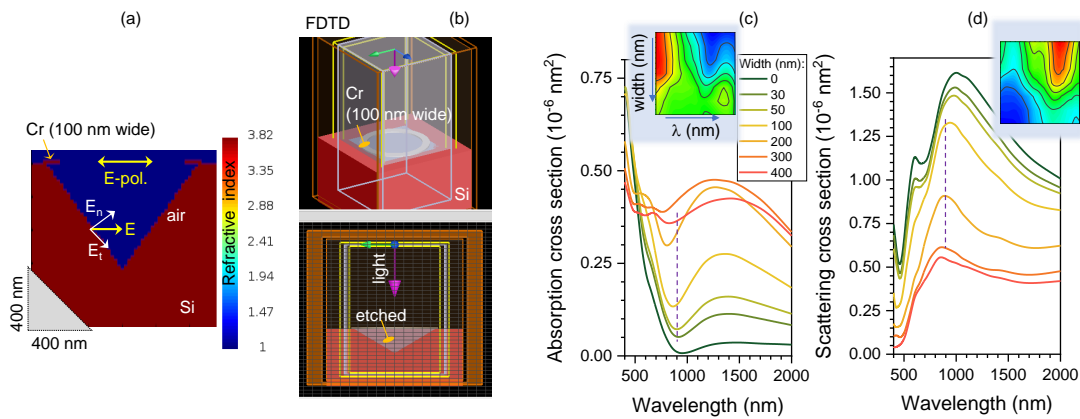 (a)
Cr (100 nm wide)
E-pol.
air
Eₙ
E
Eₜ
Si
400 nm
400 nm
Refractive index
3.82
3.76
3.35
2.88
2.41
1.94
1.47
1
(b)
FDTD
Cr
(100 nm wide)
Si
light
etched
(c)
width (nm)
λ (nm)
Width (nm):
0
30
50
100
200
300
400
Absorption cross section (10⁻⁶ nm²)
0.75
0.50
0.25
0.00
500 1000 1500 2000
Wavelength (nm)
(d)
Scattering cross section (10⁻⁶ nm²)
1.50
1.25
1.00
0.75
0.50
0.25
0.00
500 1000 1500 2000
Wavelength (nm)